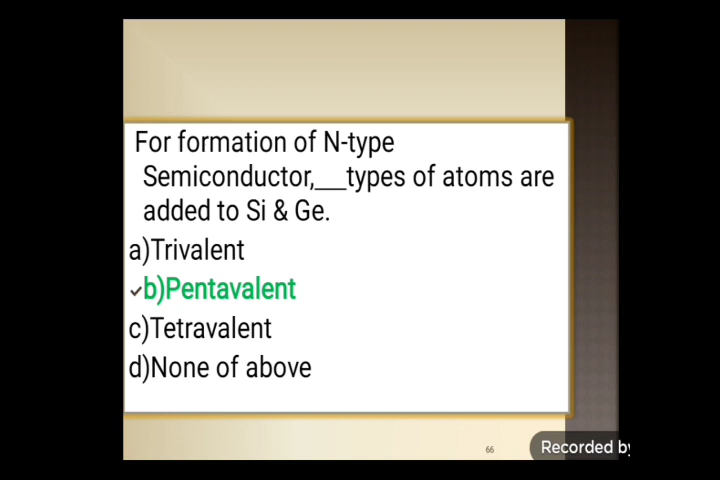 For formation of N-type
Semiconductor,___types of atoms are
added to Si & Ge.
a)Trivalent
✓b)Pentavalent
c)Tetravalent
d)None of above
66
Recorded by